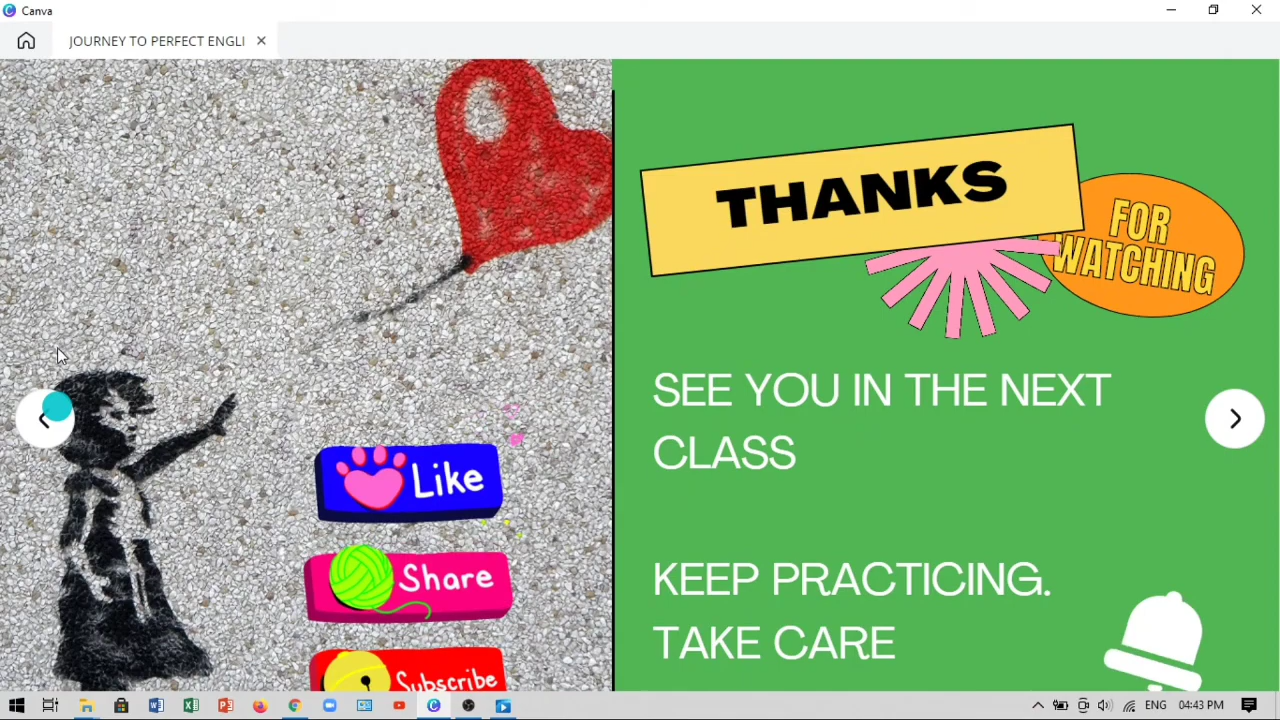 Canva
JOURNEY TO PERFECT ENGLI
THANKS
FOR
WATCHING
SEE YOU IN THE NEXT
CLASS
Like
Share
KEEP PRACTICING.
TAKE CARE
Subscribe
ENG
04:43 PM